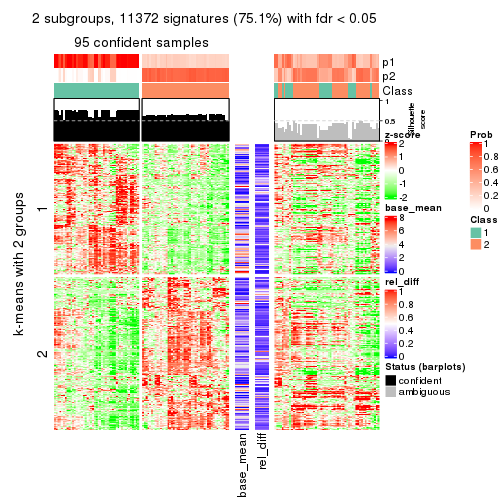 2 subgroups, 11372 signatures (75.1%) with fdr < 0.05
95 confident samples
p1
p2
Class
1
0.5
0
Silhouette score
k-means with 2 groups
1
2
base_mean
rel_diff
z-score
2
1
0
-1
-2
base_mean
8
6
4
2
0
rel_diff
1
0.8
0.6
0.4
0.2
0
Status (barplots)
confident
ambiguous
Prob
1
0.8
0.6
0.4
0.2
0
Class
1
2